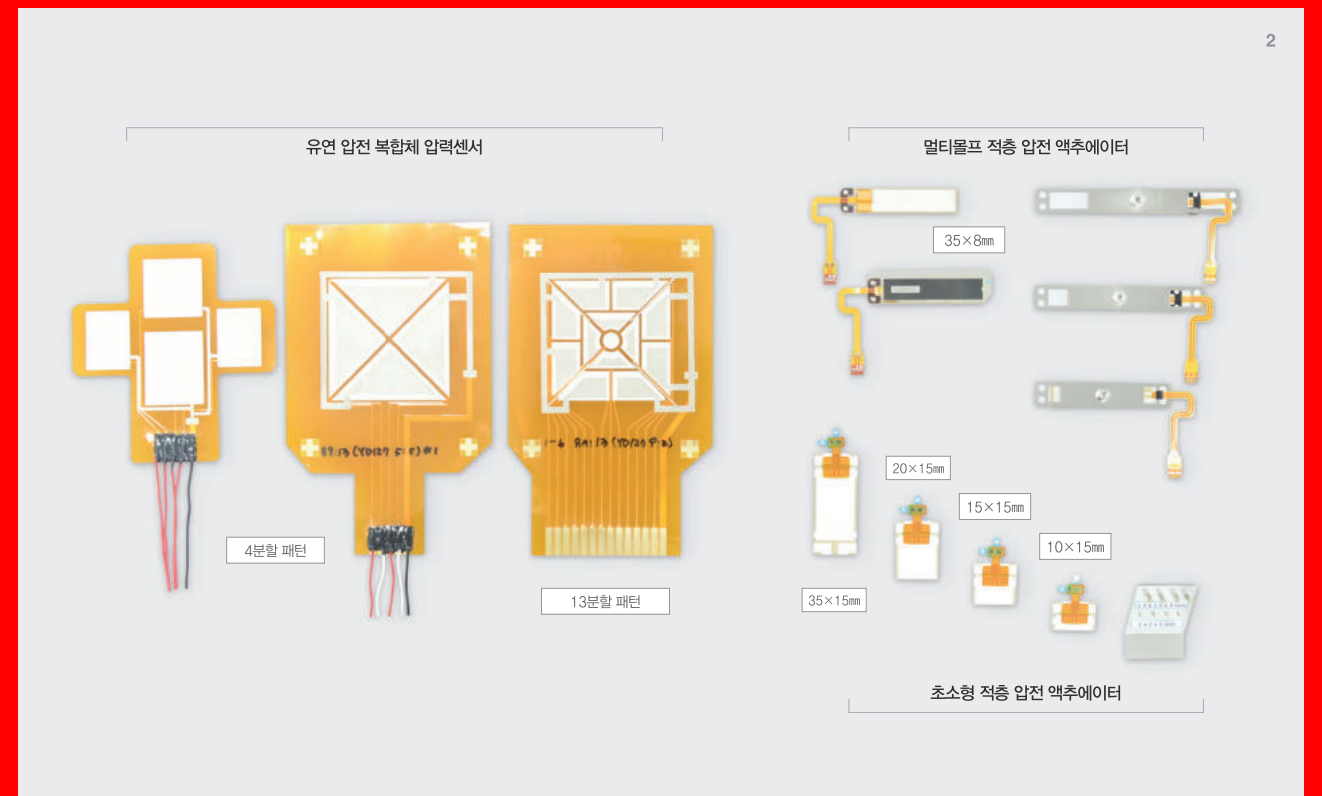 2
유연 압전 복합체 압력센서
멀티몰프 적층 압전 액추에이터
35×8㎜
20×15㎜
15×15㎜
4분할 패턴
10×15㎜
13분할 패턴
35×15㎜
초소형 적층 압전 액추에이터